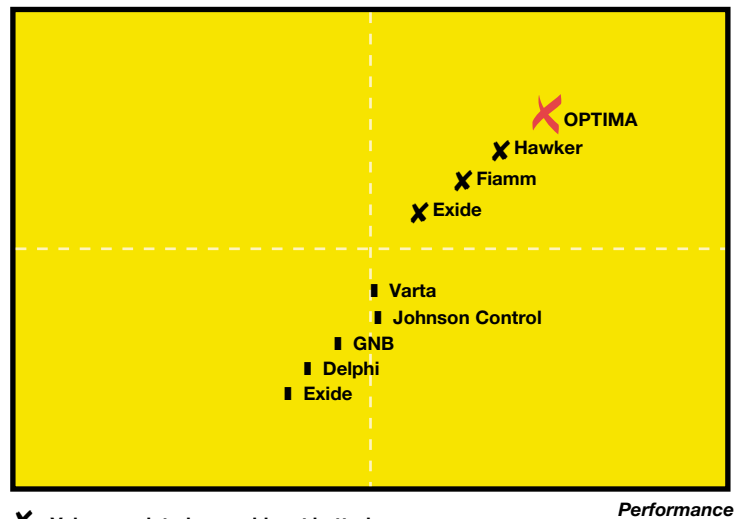 OPTIMA
Hawker
Fiamm
Exide
Varta
Johnson Control
GNB
Delphi
Exide
Performance